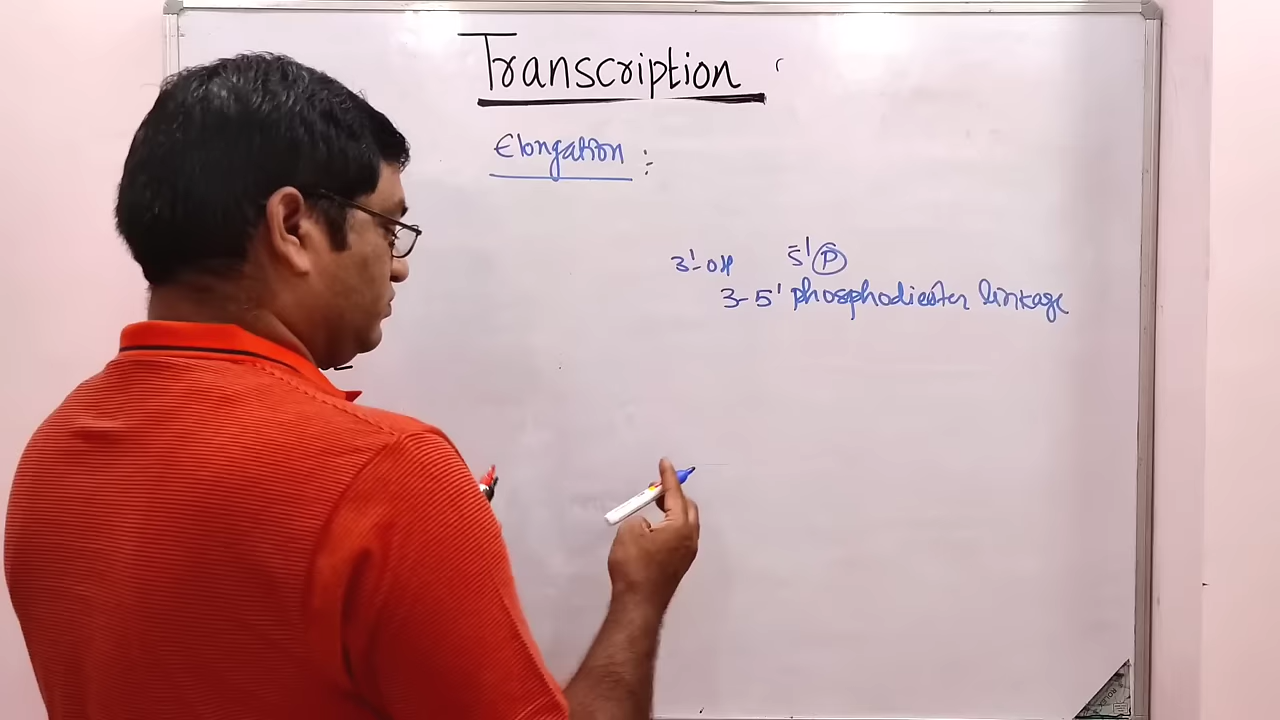 Transcription
Elongation :
3'-OH 5' P
3-5' phosphodiester linkage